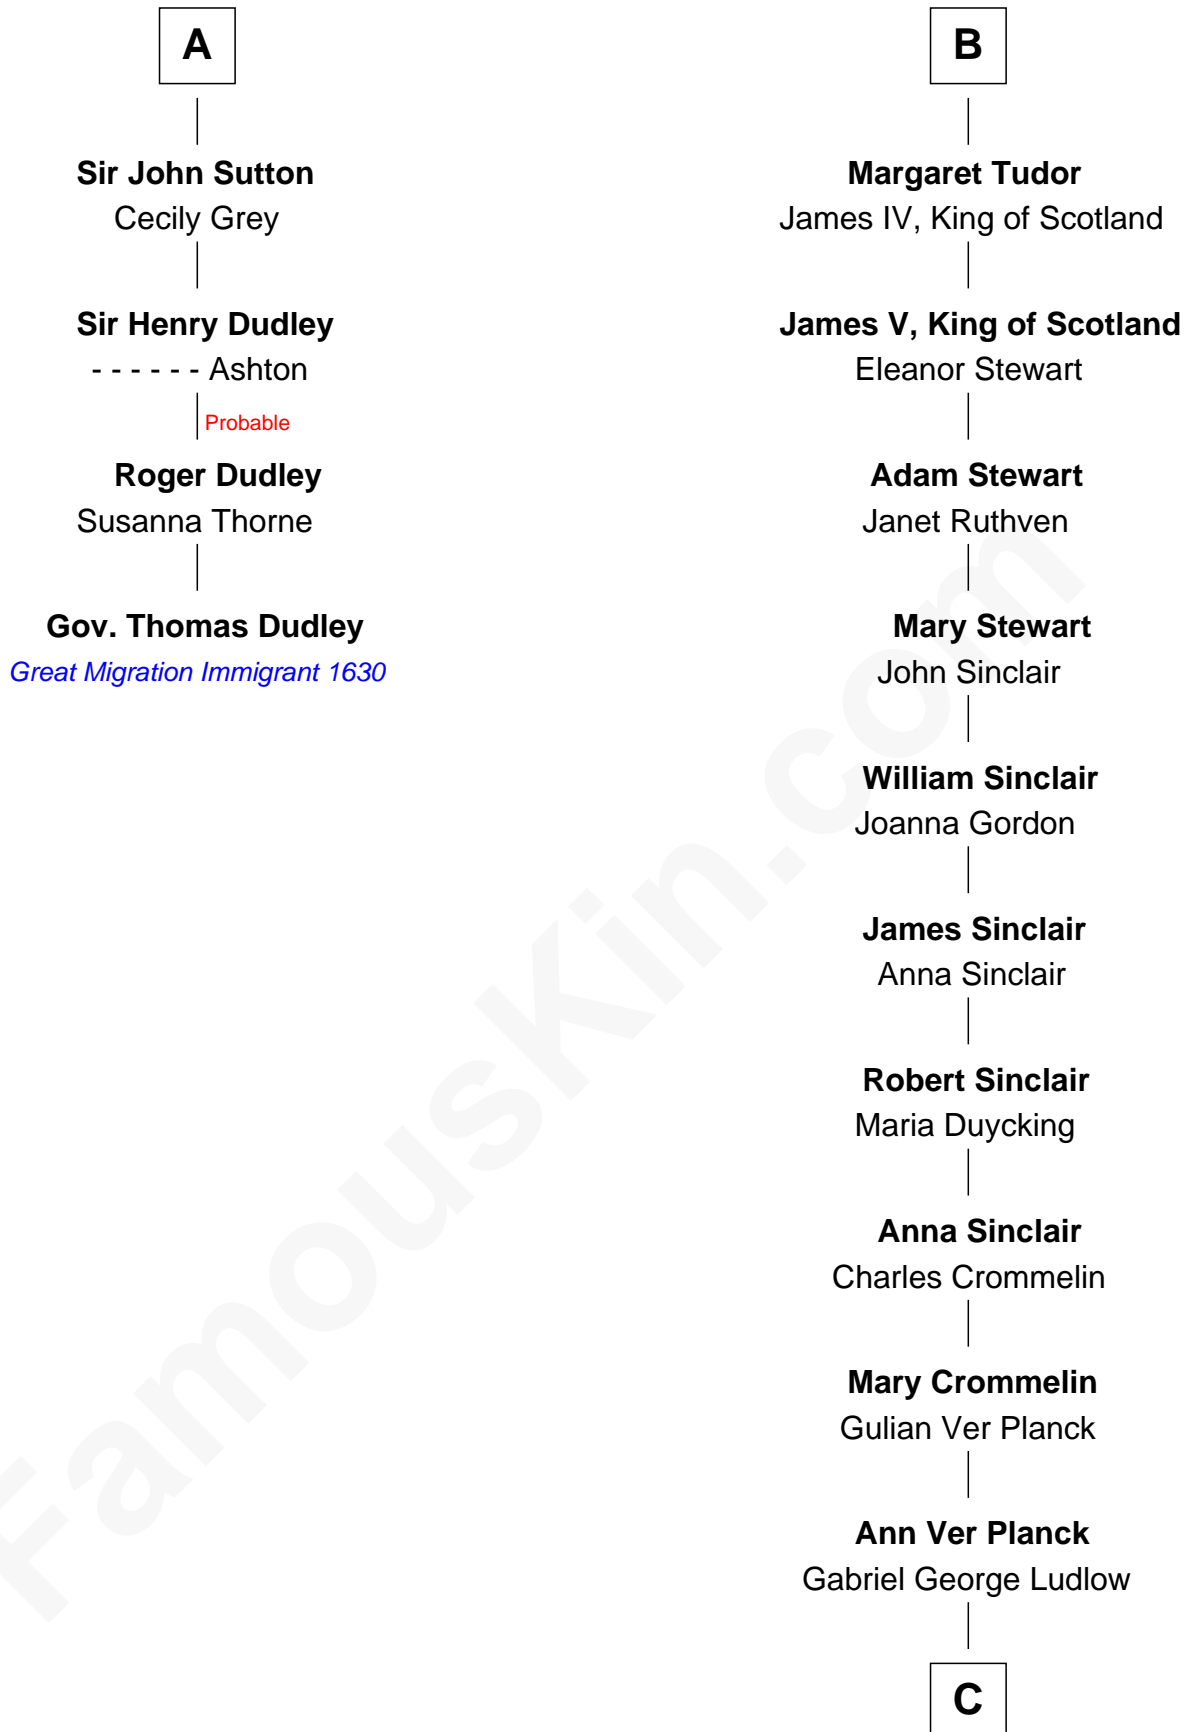 A
Sir John Sutton
Cecily Grey
Sir Henry Dudley
- - - - - - Ashton
Probable
Roger Dudley
Susanna Thorne
Gov. Thomas Dudley
Great Migration Immigrant 1630
B
Margaret Tudor
James IV, King of Scotland
James V, King of Scotland
Eleanor Stewart
Adam Stewart
Janet Ruthven
Mary Stewart
John Sinclair
William Sinclair
Joanna Gordon
James Sinclair
Anna Sinclair
Robert Sinclair
Maria Duycking
Anna Sinclair
Charles Crommelin
Mary Crommelin
Gulian Ver Planck
Ann Ver Planck
Gabriel George Ludlow
C
FamousKin.com